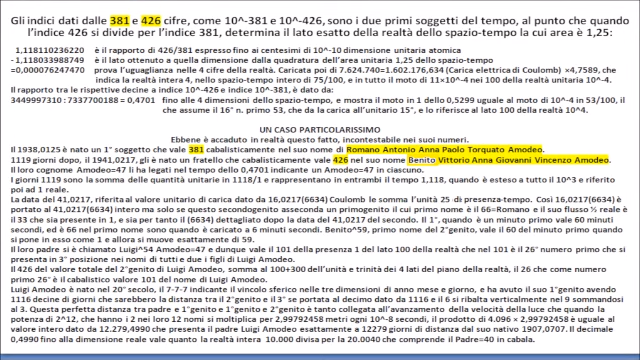 Gli indici dati dalle 381 e 426 cifre, come 10^-381 e 10^-426, sono i due primi soggetti del tempo, al punto che quando
l'indice 426 si divide per l'indice 381, determina il lato esatto della realtà dello spazio-tempo la cui area è 1,25:
1,118110236220 è il rapporto di 426/381 espresso fino ai centesimi di 10^-10 dimensione unitaria atomica
- 1,118033988749 è il lato ottenuto a quella dimensione dalla quadratura dell'area unitaria 1,25 dello spazio-tempo
=0,000076247470 prova l'uguaglianza nelle 4 cifre della realtà. Caricata poi di 7.624.740=1.602.176,634 (Carica elettrica di Coulomb) ×4,7589, che
indica la realtà intera 4, nello spazio-tempo intero di 75/100, e in tutto il moto di 11×10^-4 nei 100 della realtà unitaria 10^-4.
Il rapporto tra le rispettive decine a indice 10^-426 e indice 10^-381, è dato da:
3449997310 : 7337700188 = 0,4701 fino alle 4 dimensioni dello spazio-tempo, e mostra il moto in 1 dello 0,5299 uguale al moto di 10^-4 in 53/100, il
che assume il 16° n. primo 53, che da la carica all'unitario 15°, e lo riferisce al lato 100 della realtà 10^4.
UN CASO PARTICOLARISSIMO
Ebbene è accaduto in realtà questo fatto, incontestabile nei suoi numeri.
Il 1938,0125 è nato un 1° soggetto che vale 381 cabalisticamente nel suo nome di Romano Antonio Anna Paolo Torquato Amodeo.
1119 giorni dopo, il 1941,0217, gli è nato un fratello che cabalisticamente vale 426 nel suo nome Benito Vittorio Anna Giovanni Vincenzo Amodeo.
Il loro cognome Amodeo=47 li ha legati nel tempo dello 0,4701 indicante un Amodeo=47 in ciascuno.
I giorni 1119 sono la somma delle quantità unitarie in 1118/1 e rappresentano in entrambi il tempo 1,118, quando è esteso a tutto il 10^3 e riferito
poi ad 1 reale.
La data del 41,0217, riferita al valore unitario di carica dato da 16,0217(6634) Coulomb le somma l'unità 25 di presenza-tempo. Così 16,0217(6634) è
portato al 41,0217(6634) intero ma solo se questo secondogenito asseconda un primogenito il cui primo nome è il 66=Romano e il suo flusso ½ reale è
il 33 che sia presente in 1, e sia per tanto il (6634) dettagliato dopo la data del 41,0217 del secondo. Il 1°, quando è un minuto primo vale 60 minuti
secondi, ed è 66 nel primo nome sono quando è caricato a 6 minuti secondi. Benito^59, primo nome del 2°genito, vale il 60 del minuto primo quando
si pone in esso come 1 e allora si muove esattamente di 59.
Il loro padre si è chiamato Luigi^54 Amodeo=47 e dunque vale il 101 della presenza 1 del lato 100 della realtà che nel 101 è il 26° numero primo che si
presenta in 3° posizione nei nomi di tutti e due i figli di Luigi Amodeo.
Il 426 del valore totale del 2°genito di Luigi Amodeo, somma al 100+300 dell'unità e trinità dei 4 lati del piano della realtà, il 26 che come numero
primo 26° è il cabalistico valore 101 del nome di Luigi Amodeo.
Luigi Amodeo è nato nel 20° secolo, il 7-7-7 indicante il vincolo sferico nelle tre dimensioni di anno mese e giorno, e ha avuto il suo 1°genito avendo
1116 decine di giorni che sarebbero la distanza tra il 2°genito e il 3° se portata al decimo dato da 1116 e il 6 si ribalta verticalmente nel 9 sommandosi
al 3. Questa perfetta distanza tra padre e 1°genito e 1°genito e 2°genito è tanto collegata all'avanzamento della velocità della luce che quando la
potenza di 2^12, che hanno i 2 nei loro 12 nomi si moltiplica per 2,99792458 metri ogni 10^-8 secondi, il prodotto di 4.096 × 2,99792458 è uguale al
valore intero dato 12.279,4990 che presenta il padre Luigi Amodeo esattamente a 12279 giorni di distanza dal suo nativo 1907,0707. Il decimale
0,4990 fino alla dimensione reale vale quanto la realtà intera 10.000 divisa per la 20.0040 che comprende il Padre=40 in cabala.